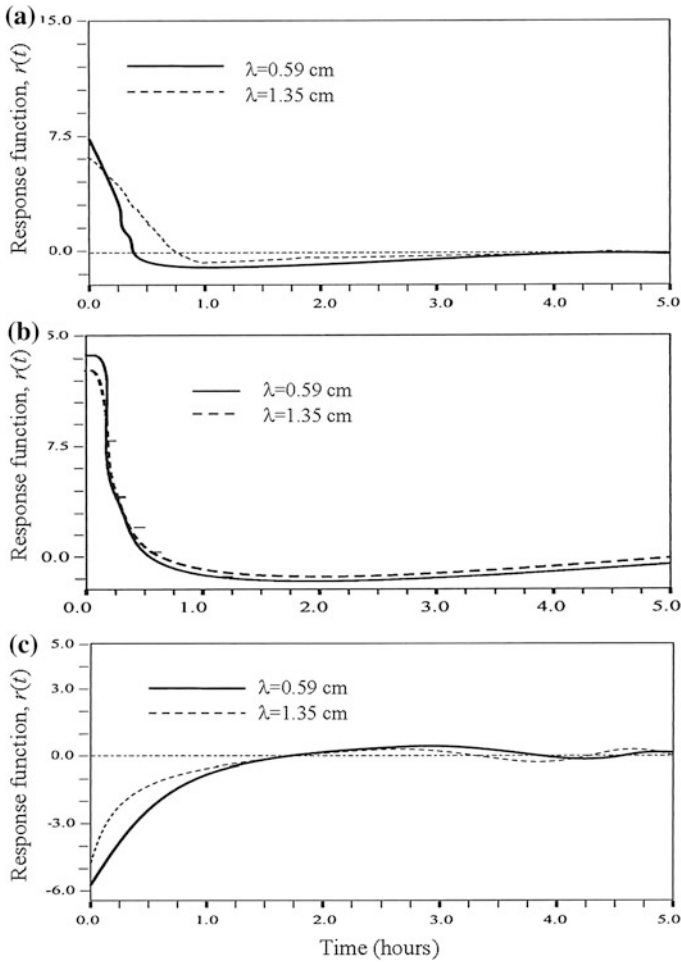 (a)
15.0
7.5
0.0
Response function, r(t)
λ=0.59 cm
λ=1.35 cm
0.0 1.0 2.0 3.0 4.0 5.0
(b)
5.0
7.5
0.0
Response function, r(t)
λ=0.59 cm
λ=1.35 cm
0.0 1.0 2.0 3.0 4.0 5.0
(c)
5.0
3.0
0.0
-3.0
-6.0
Response function, r(t)
λ=0.59 cm
λ=1.35 cm
0.0 1.0 2.0 3.0 4.0 5.0
Time (hours)